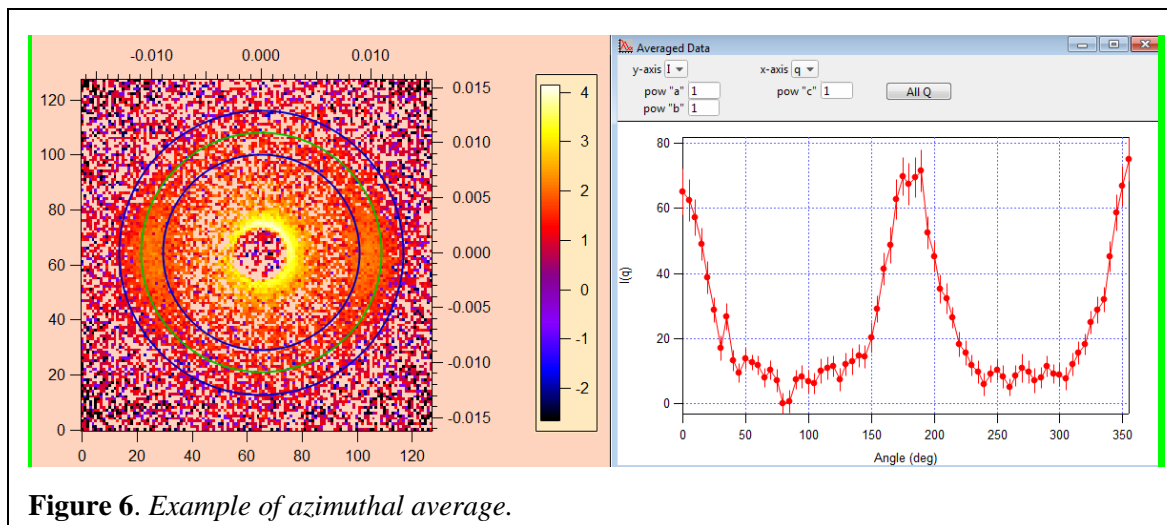 -0.010 0.000 0.010
120
100
80
60
40
20
0
0.015
0.010
0.005
0.000
-0.005
-0.010
-0.015
0 20 40 60 80 100 120
4
3
2
1
0
-1
-2
Averaged Data
y-axis I x-axis q
pow "a" 1 pow "c" 1 All Q
pow "b" 1
80
60
40
20
0
I(q)
0 50 100 150 200 250 300 350
Angle (deg)
Figure 6. Example of azimuthal average.